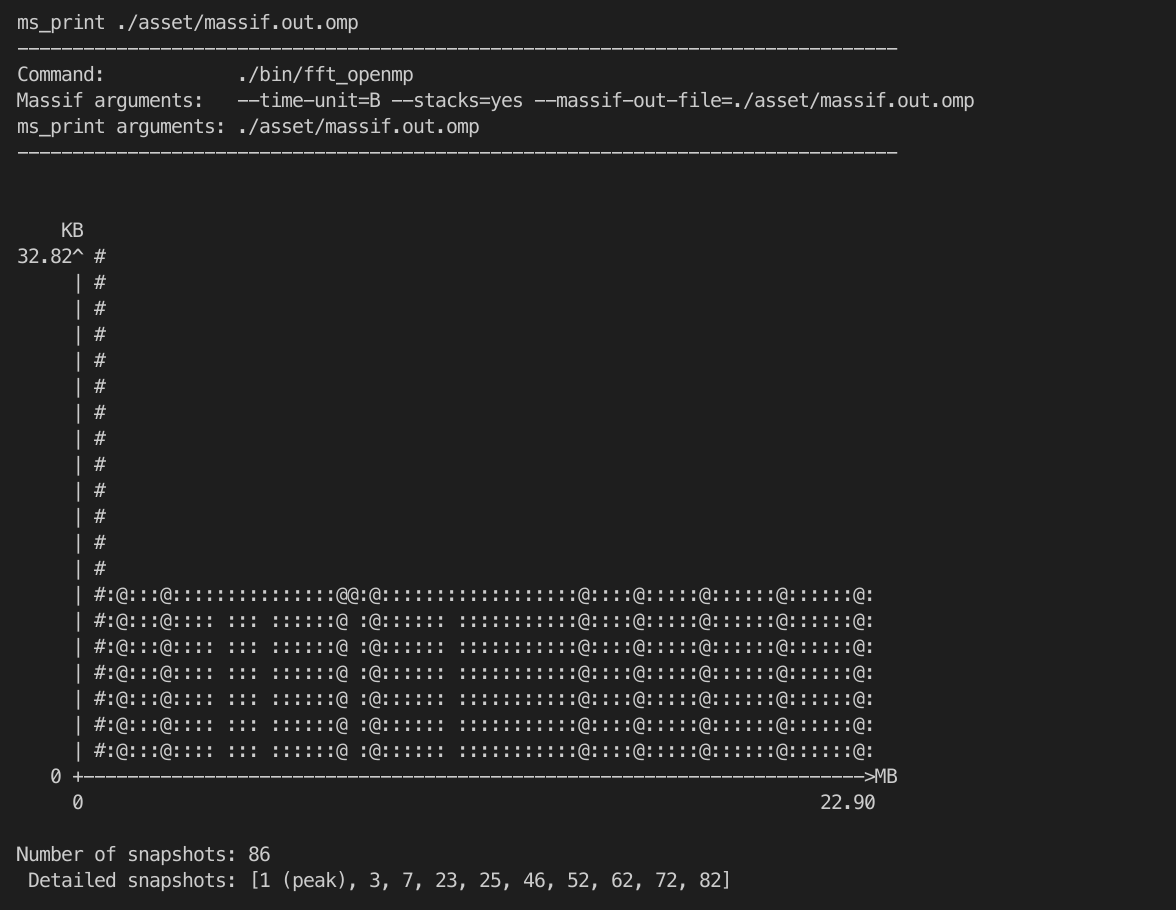 ms_print ./asset/massif.out.omp
--------------------------------------------------------------------------------
Command:            ./bin/fft_openmp
Massif arguments:   --time-unit=B --stacks=yes --massif-out-file=./asset/massif.out.omp
ms_print arguments: ./asset/massif.out.omp
--------------------------------------------------------------------------------
    KB
32.82^ #
     | #
     | #
     | #
     | #
     | #
     | #
     | #
     | #
     | #
     | #
     | #
     | #
     | #:@:::@:::::::::::::::@@:@::::::::::::::::::@::::@:::::@::::::@::::::@:
     | #:@:::@:::: ::: ::::::@ :@:::::: :::::::::::@::::@:::::@::::::@::::::@:
     | #:@:::@:::: ::: ::::::@ :@:::::: :::::::::::@::::@:::::@::::::@::::::@:
     | #:@:::@:::: ::: ::::::@ :@:::::: :::::::::::@::::@:::::@::::::@::::::@:
     | #:@:::@:::: ::: ::::::@ :@:::::: :::::::::::@::::@:::::@::::::@::::::@:
     | #:@:::@:::: ::: ::::::@ :@:::::: :::::::::::@::::@:::::@::::::@::::::@:
     | #:@:::@:::: ::: ::::::@ :@:::::: :::::::::::@::::@:::::@::::::@::::::@:
   0 +----------------------------------------------------------------------->MB
     0                                                                   22.90
Number of snapshots: 86
 Detailed snapshots: [1 (peak), 3, 7, 23, 25, 46, 52, 62, 72, 82]